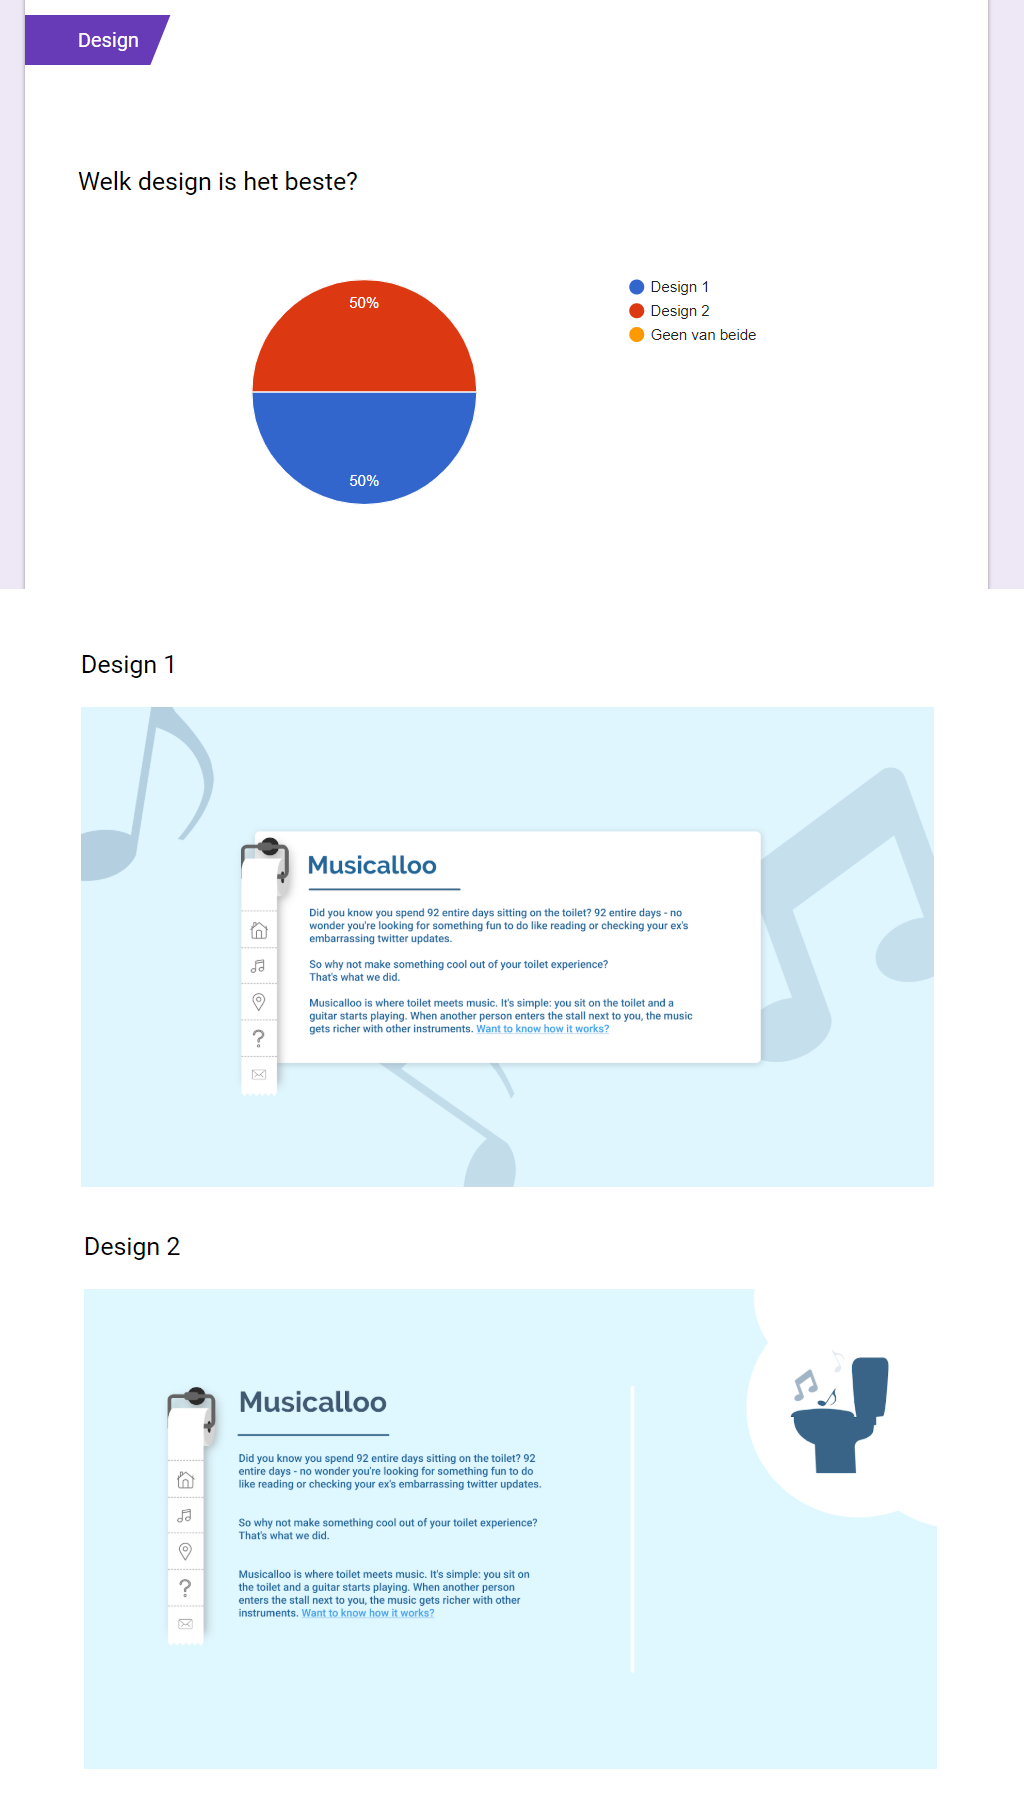 Design
Welk design is het beste?
50%
50%
Design 1
Design 2
Geen van beide
Design 1
Musicalloo
Did you know you spend 92 entire days sitting on the toilet? 92 entire days - no
wonder you're looking for something fun to do like reading or checking your ex's
embarrassing twitter updates.
So why not make something cool out of your toilet experience?
That's what we did.
Musicalloo is where toilet meets music. It's simple: you sit on the toilet and a
guitar starts playing. When another person enters the stall next to you, the music
gets richer with other instruments. Want to know how it works?
?
Design 2
Musicalloo
Did you know you spend 92 entire days sitting on the toilet? 92
entire days - no wonder you're looking for something fun to do
like reading or checking your ex's embarrassing twitter updates.
So why not make something cool out of your toilet experience?
That's what we did.
Musicalloo is where toilet meets music. It's simple: you sit on
the toilet and a guitar starts playing. When another person
enters the stall next to you, the music gets richer with other
instruments. Want to know how it works?
?